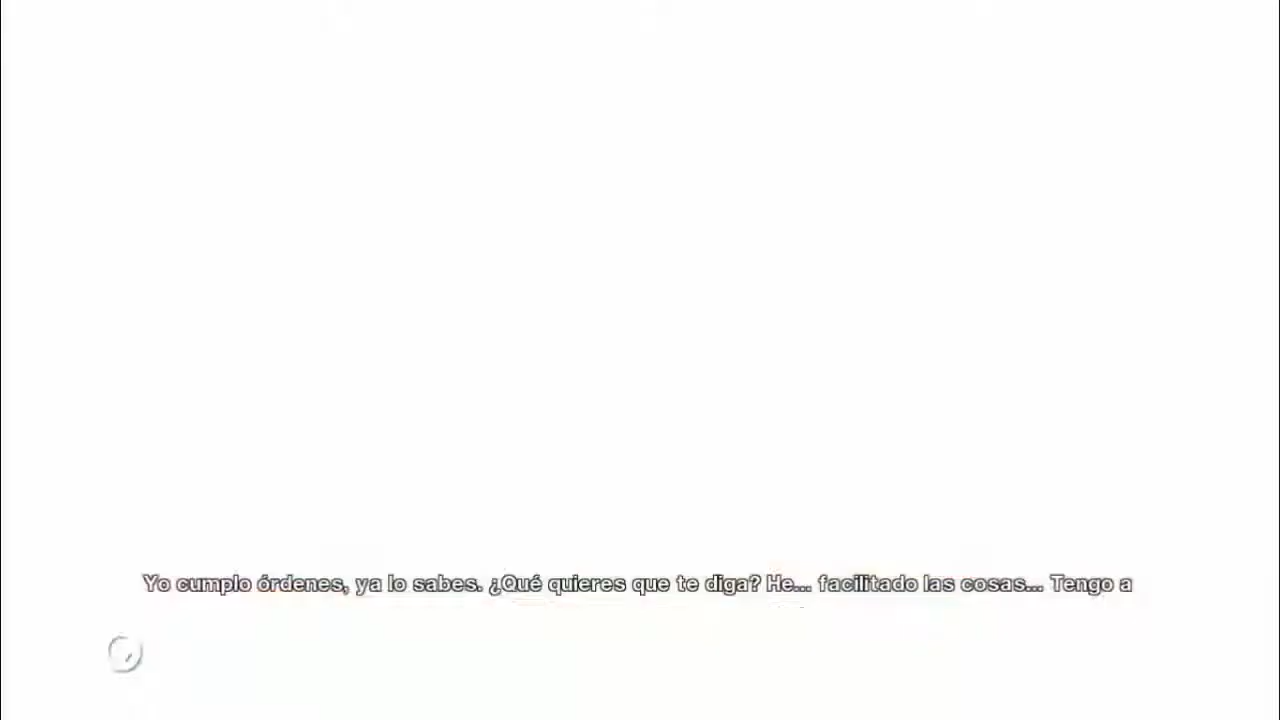 Yo cumplo órdenes, ya lo sabes. ¿Qué quieres que te diga? He... facilitado las cosas... Tengo a